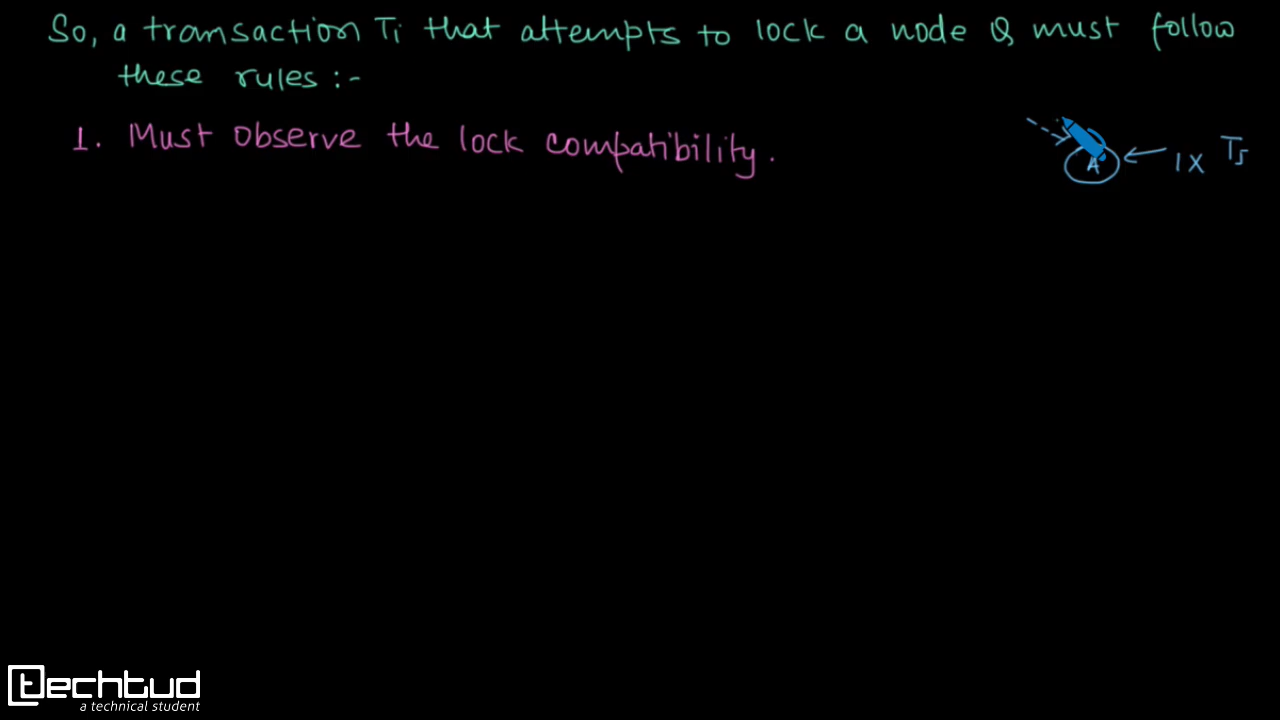 So, a transaction Ti that attempts to lock a node Q must follow
these rules :-
1. Must observe the lock compatibility.
A
IX
techtud
a technical student